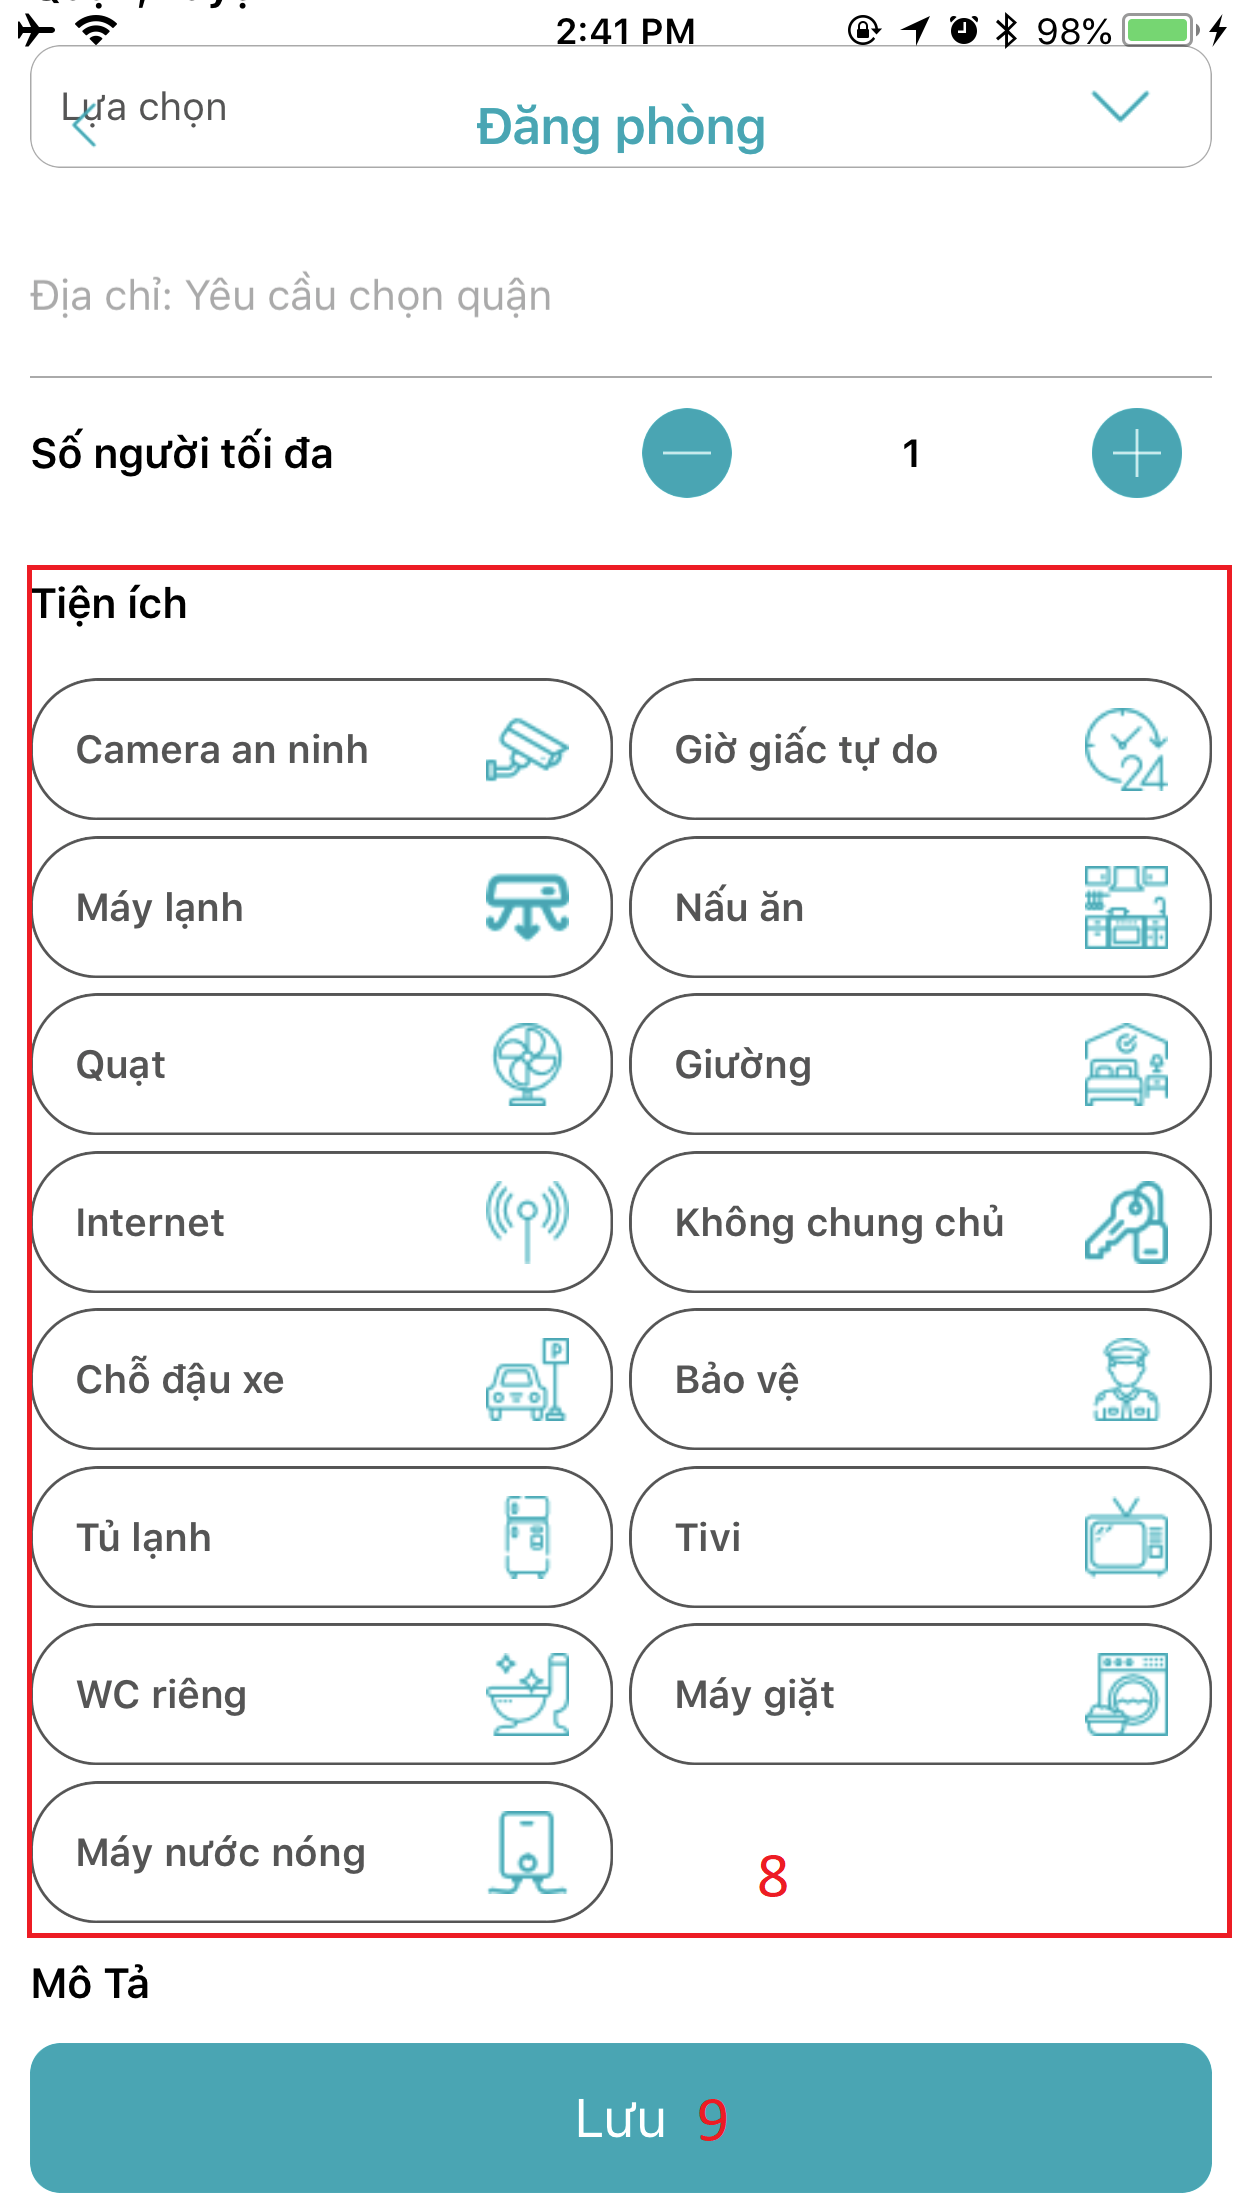 2:41 PM 98%
Lựa chọn
Đăng phòng
Địa chỉ: Yêu cầu chọn quận
Số người tối đa 1
Tiện ích
Camera an ninh
Giờ giấc tự do
24
Máy lạnh
Nấu ăn
Quạt
Giường
Internet
Không chung chủ
Chỗ đậu xe
P
Bảo vệ
Tủ lạnh
Tivi
WC riêng
Máy giặt
Máy nước nóng
8
Mô Tả
Lưu 9